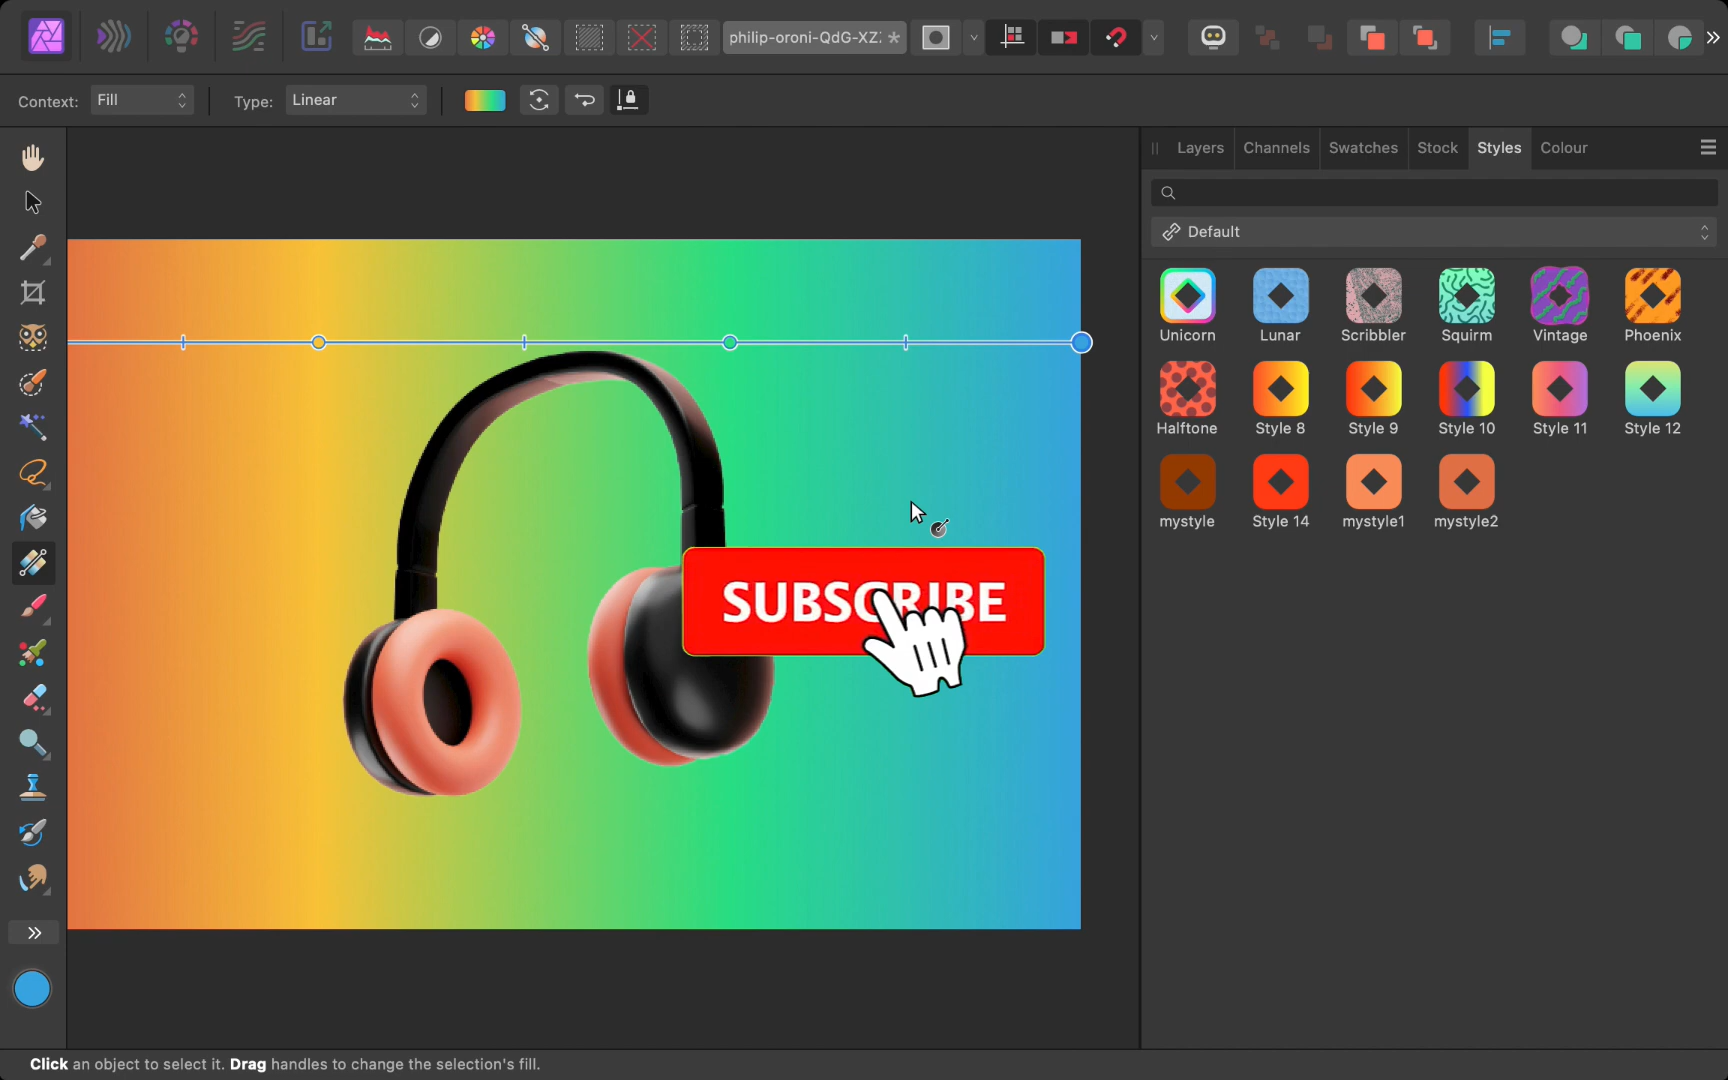 philip-oroni-QdG-XZ: *
Context: Fill Type: Linear
Layers Channels Swatches Stock Styles Colour
Default
Unicorn Lunar Scribbler Squirm Vintage Phoenix
Halftone Style 8 Style 9 Style 10 Style 11 Style 12
mystyle Style 14 mystyle1 mystyle2
SUBSCRIBE
Click an object to select it. Drag handles to change the selection's fill.